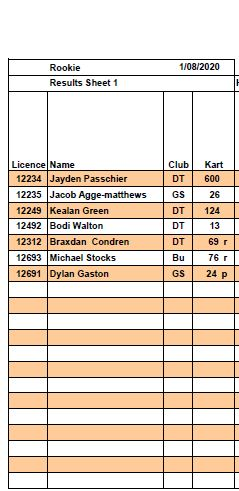 Rookie 1/08/2020
Results Sheet 1
Licence Name Club Kart
12234 Jayden Passchier DT 600
12235 Jacob Agge-matthews GS 26
12249 Kealan Green DT 124
12492 Bodi Walton DT 13
12312 Braxdan Condren DT 69 r
12693 Michael Stocks Bu 76 r
12691 Dylan Gaston GS 24 p